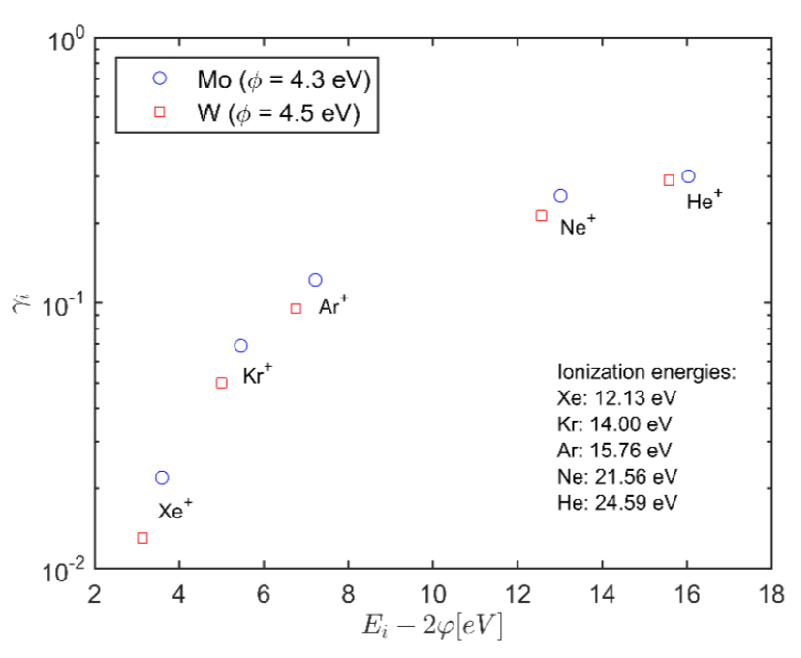 10^0
Mo (ϕ = 4.3 eV)
W (ϕ = 4.5 eV)
He^+
Ne^+
γ_i
10^-1
Ar^+
Kr^+
Ionization energies:
Xe: 12.13 eV
Kr: 14.00 eV
Ar: 15.76 eV
Ne: 21.56 eV
He: 24.59 eV
Xe^+
10^-2
2 4 6 8 10 12 14 16 18
E_i − 2φ[eV]